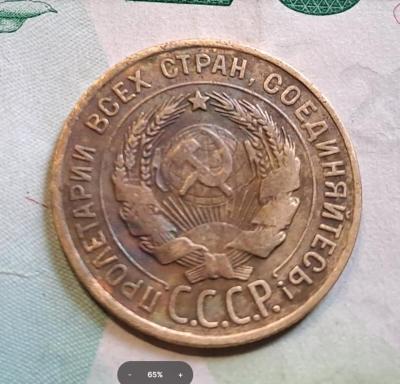 ПРОЛЕТАРИИ ВСЕХ СТРАН, СОЕДИНЯЙТЕСЬ!
С.С.С.Р.
- 65% +